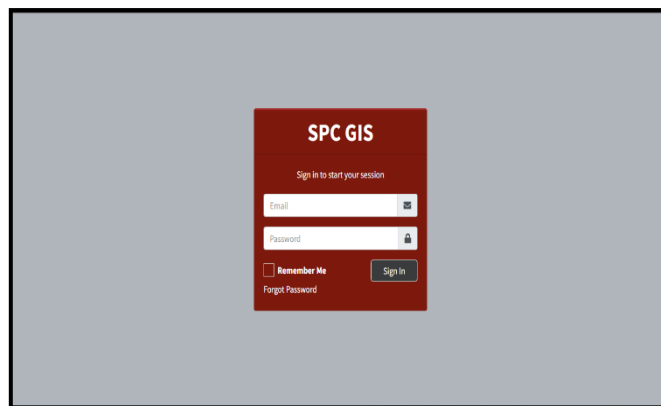 SPC GIS
Sign in to start your session
Email
Password
Remember Me
Sign In
Forgot Password